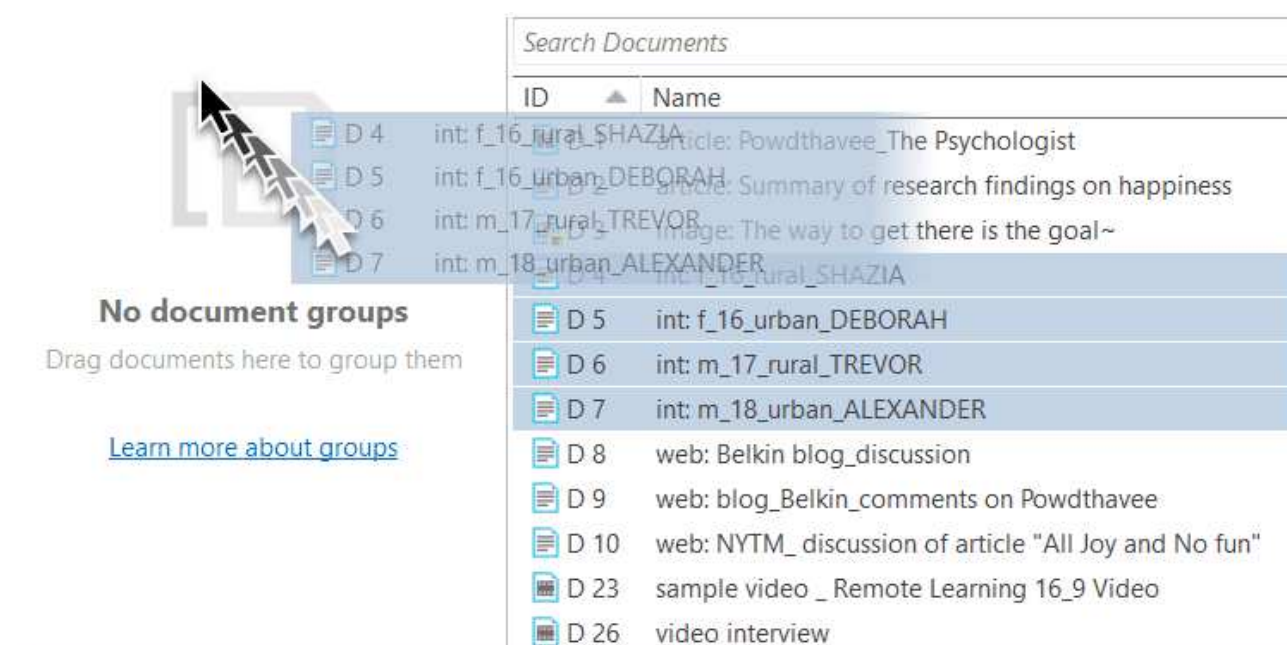 Search Documents
ID Name
D 4 int: f_16_rural_SHAZIA
D 5 int: f_16_urban_DEBORAH
D 6 int: m_17_rural_TREVOR
D 7 int: m_18_urban_ALEXANDER
D 1 article: Powdthavee_The Psychologist
D 2 article: Summary of research findings on happiness
D 3 image: The way to get there is the goal~
D 4 int: f_16_rural_SHAZIA
D 5 int: f_16_urban_DEBORAH
D 6 int: m_17_rural_TREVOR
D 7 int: m_18_urban_ALEXANDER
D 8 web: Belkin blog_discussion
D 9 web: blog_Belkin_comments on Powdthavee
D 10 web: NYTM_ discussion of article "All Joy and No fun"
D 23 sample video _ Remote Learning 16_9 Video
D 26 video interview
No document groups
Drag documents here to group them
Learn more about groups